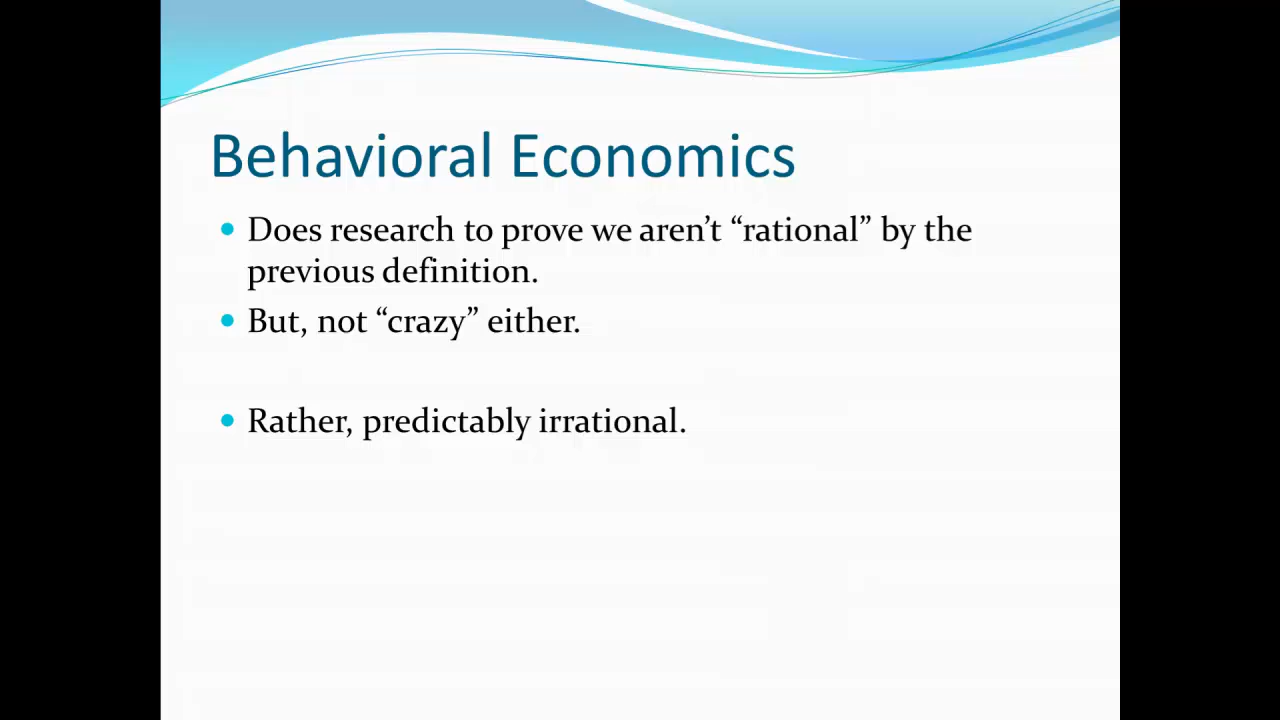 Behavioral Economics
• Does research to prove we aren’t “rational” by the
previous definition.
• But, not “crazy” either.
• Rather, predictably irrational.